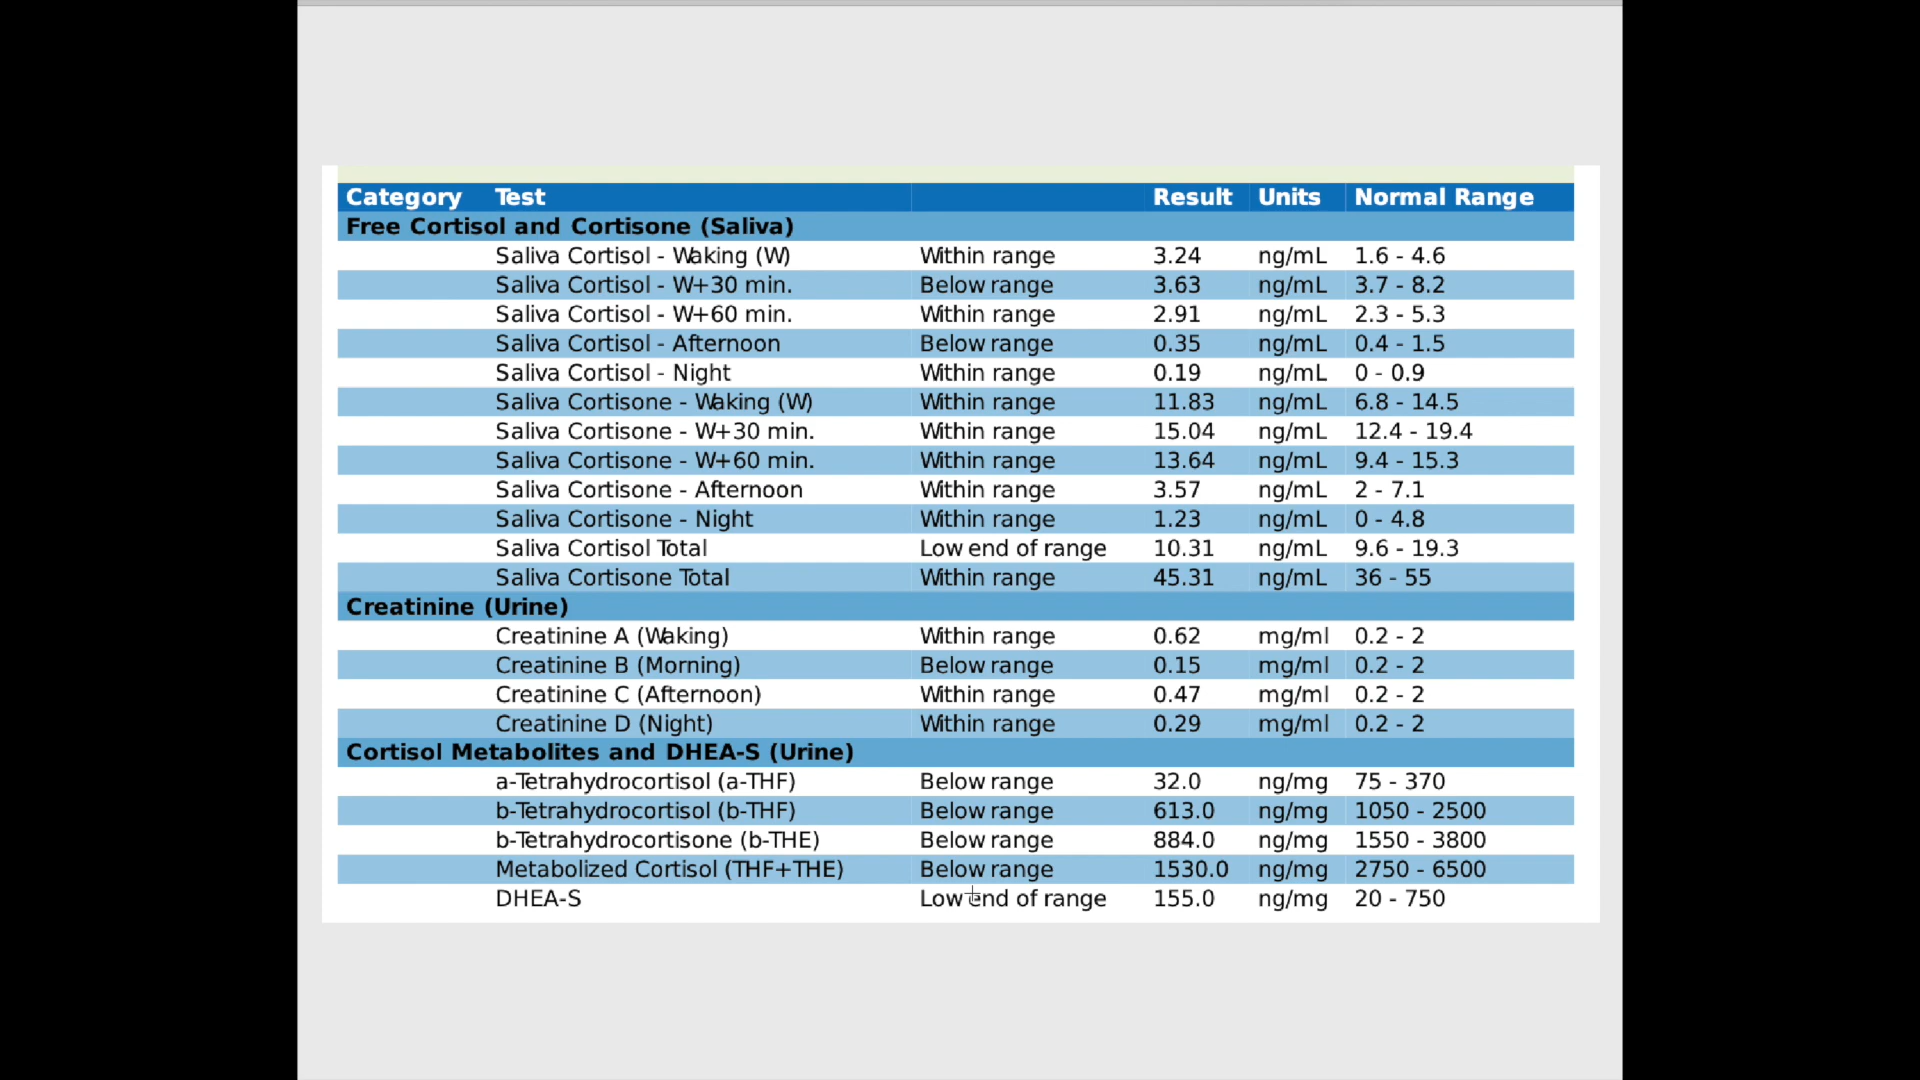 Category Test Result Units Normal Range
Free Cortisol and Cortisone (Saliva)
Saliva Cortisol - Waking (W) Within range 3.24 ng/mL 1.6 - 4.6
Saliva Cortisol - W+30 min. Below range 3.63 ng/mL 3.7 - 8.2
Saliva Cortisol - W+60 min. Within range 2.91 ng/mL 2.3 - 5.3
Saliva Cortisol - Afternoon Below range 0.35 ng/mL 0.4 - 1.5
Saliva Cortisol - Night Within range 0.19 ng/mL 0 - 0.9
Saliva Cortisone - Waking (W) Within range 11.83 ng/mL 6.8 - 14.5
Saliva Cortisone - W+30 min. Within range 15.04 ng/mL 12.4 - 19.4
Saliva Cortisone - W+60 min. Within range 13.64 ng/mL 9.4 - 15.3
Saliva Cortisone - Afternoon Within range 3.57 ng/mL 2 - 7.1
Saliva Cortisone - Night Within range 1.23 ng/mL 0 - 4.8
Saliva Cortisol Total Low end of range 10.31 ng/mL 9.6 - 19.3
Saliva Cortisone Total Within range 45.31 ng/mL 36 - 55
Creatinine (Urine)
Creatinine A (Waking) Within range 0.62 mg/ml 0.2 - 2
Creatinine B (Morning) Below range 0.15 mg/ml 0.2 - 2
Creatinine C (Afternoon) Within range 0.47 mg/ml 0.2 - 2
Creatinine D (Night) Within range 0.29 mg/ml 0.2 - 2
Cortisol Metabolites and DHEA-S (Urine)
a-Tetrahydrocortisol (a-THF) Below range 32.0 ng/mg 75 - 370
b-Tetrahydrocortisol (b-THF) Below range 613.0 ng/mg 1050 - 2500
b-Tetrahydrocortisone (b-THE) Below range 884.0 ng/mg 1550 - 3800
Metabolized Cortisol (THF+THE) Below range 1530.0 ng/mg 2750 - 6500
DHEA-S Low end of range 155.0 ng/mg 20 - 750